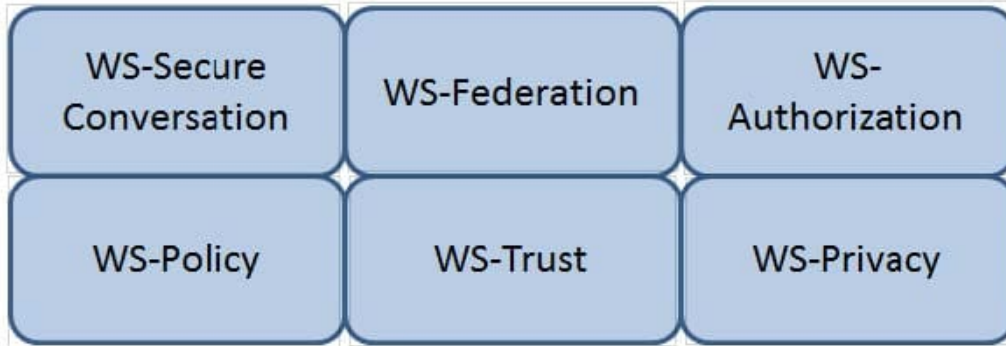 WS-Secure
Conversation
WS-Federation
WS-
Authorization
WS-Policy
WS-Trust
WS-Privacy